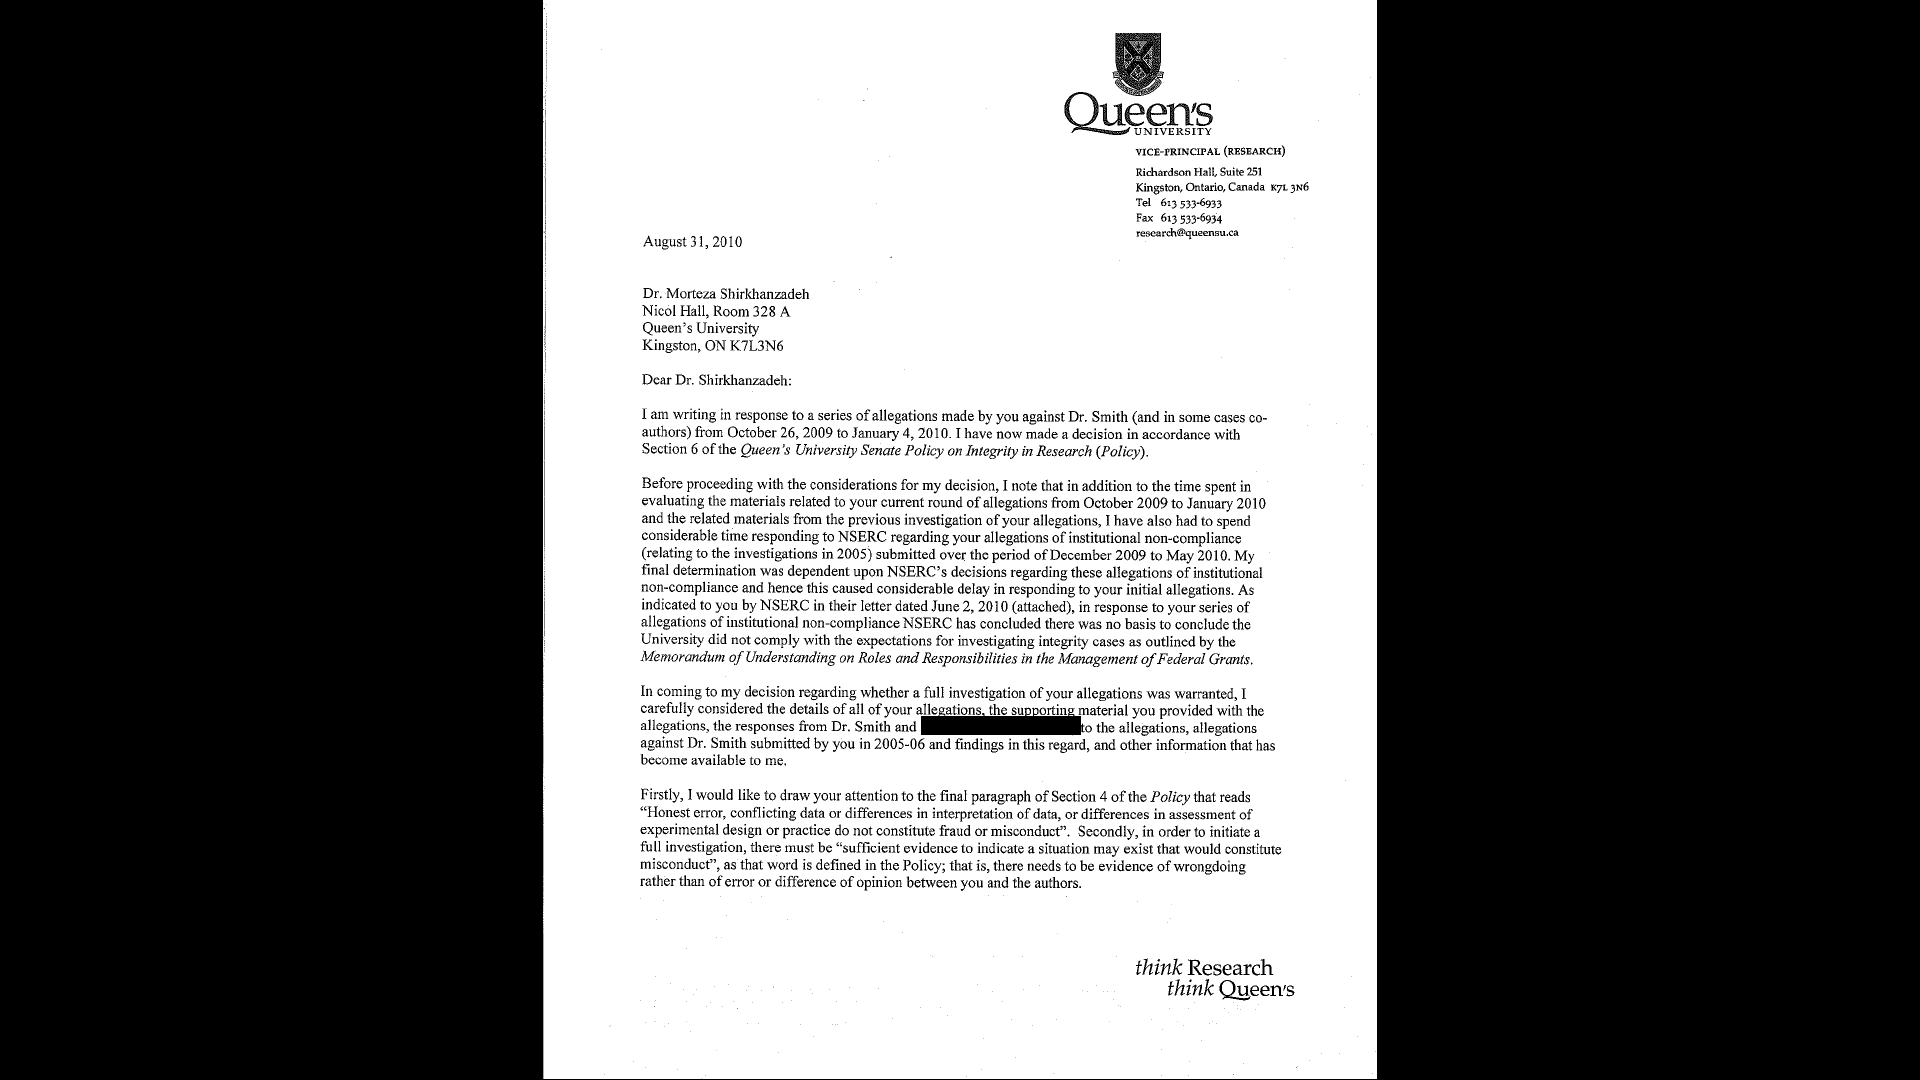 Queen's
UNIVERSITY
VICE-PRINCIPAL (RESEARCH)
Richardson Hall, Suite 251
Kingston, Ontario, Canada K7L 3N6
Tel 613 533-6933
Fax 613 533-6934
research@queensu.ca
August 31, 2010
Dr. Morteza Shirkhanzadeh
Nicol Hall, Room 328 A
Queen's University
Kingston, ON K7L3N6
Dear Dr. Shirkhanzadeh:
I am writing in response to a series of allegations made by you against Dr. Smith (and in some cases co-
authors) from October 26, 2009 to January 4, 2010. I have now made a decision in accordance with
Section 6 of the Queen's University Senate Policy on Integrity in Research (Policy).
Before proceeding with the considerations for my decision, I note that in addition to the time spent in
evaluating the materials related to your current round of allegations from October 2009 to January 2010
and the related materials from the previous investigation of your allegations, I have also had to spend
considerable time responding to NSERC regarding your allegations of institutional non-compliance
(relating to the investigations in 2005) submitted over the period of December 2009 to May 2010. My
final determination was dependent upon NSERC's decisions regarding these allegations of institutional
non-compliance and hence this caused considerable delay in responding to your initial allegations. As
indicated to you by NSERC in their letter dated June 2, 2010 (attached), in response to your series of
allegations of institutional non-compliance NSERC has concluded there was no basis to conclude the
University did not comply with the expectations for investigating integrity cases as outlined by the
Memorandum of Understanding on Roles and Responsibilities in the Management of Federal Grants.
In coming to my decision regarding whether a full investigation of your allegations was warranted, I
carefully considered the details of all of your allegations, the supporting material you provided with the
allegations, the responses from Dr. Smith and to the allegations, allegations
against Dr. Smith submitted by you in 2005-06 and findings in this regard, and other information that has
become available to me.
Firstly, I would like to draw your attention to the final paragraph of Section 4 of the Policy that reads
“Honest error, conflicting data or differences in interpretation of data, or differences in assessment of
experimental design or practice do not constitute fraud or misconduct”. Secondly, in order to initiate a
full investigation, there must be “sufficient evidence to indicate a situation may exist that would constitute
misconduct”, as that word is defined in the Policy; that is, there needs to be evidence of wrongdoing
rather than of error or difference of opinion between you and the authors.
think Research
think Queen's